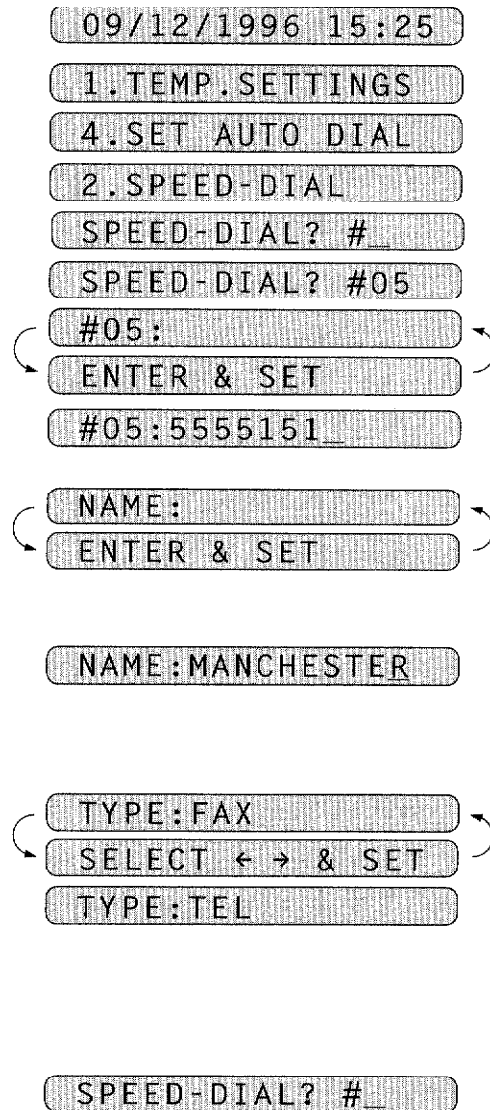 09/12/1996 15:25
1.TEMP.SETTINGS
4.SET AUTO DIAL
2.SPEED-DIAL
SPEED-DIAL? #_
SPEED-DIAL? #05
#05:
ENTER & SET
#05:5555151_
NAME:
ENTER & SET
NAME:MANCHESTER
TYPE:FAX
SELECT ← → & SET
TYPE:TEL
SPEED-DIAL? #_